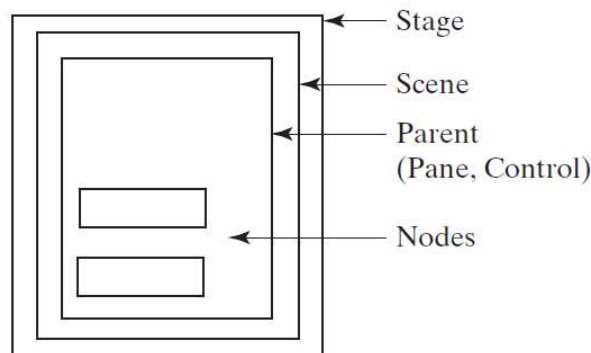 Stage
Scene
Parent
(Pane, Control)
Nodes